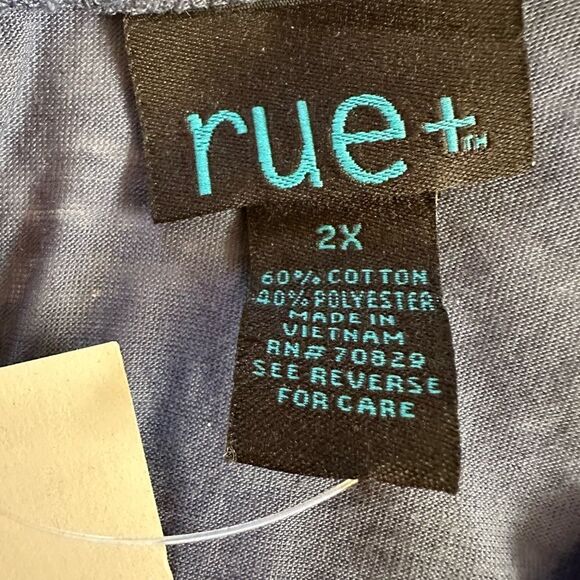 rue+™
2X
60% COTTON
40% POLYESTER
MADE IN
VIETNAM
RN# 70829
SEE REVERSE
FOR CARE